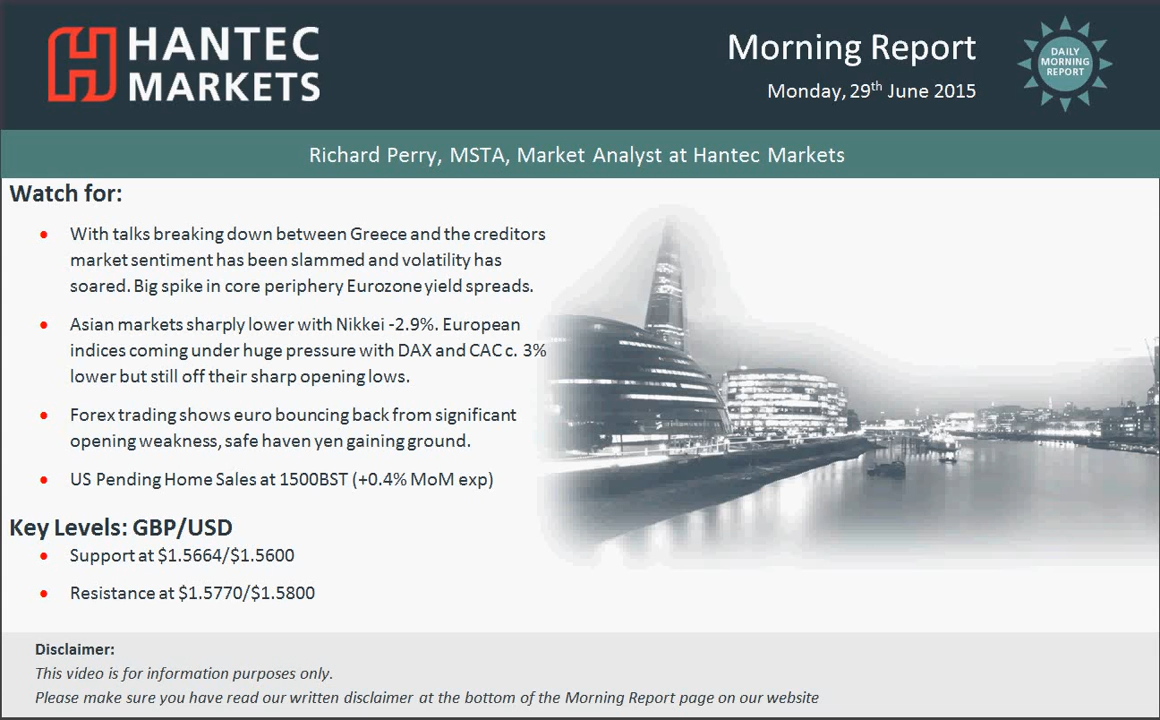 HANTEC
MARKETS
Morning Report
Monday, 29th June 2015
DAILY
MORNING
REPORT
Richard Perry, MSTA, Market Analyst at Hantec Markets
Watch for:
With talks breaking down between Greece and the creditors
market sentiment has been slammed and volatility has
soared. Big spike in core periphery Eurozone yield spreads.
Asian markets sharply lower with Nikkei -2.9%. European
indices coming under huge pressure with DAX and CAC c. 3%
lower but still off their sharp opening lows.
Forex trading shows euro bouncing back from significant
opening weakness, safe haven yen gaining ground.
US Pending Home Sales at 1500BST (+0.4% MoM exp)
Key Levels: GBP/USD
Support at $1.5664/$1.5600
Resistance at $1.5770/$1.5800
Disclaimer:
This video is for information purposes only.
Please make sure you have read our written disclaimer at the bottom of the Morning Report page on our website